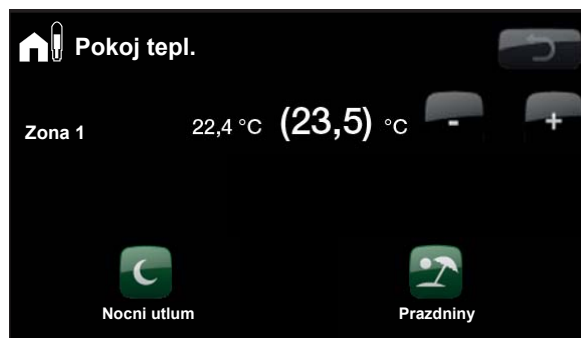 Pokoj tepl.
Zona 1 22,4 °C (23,5) °C - +
Nocni utlum Prazdniny